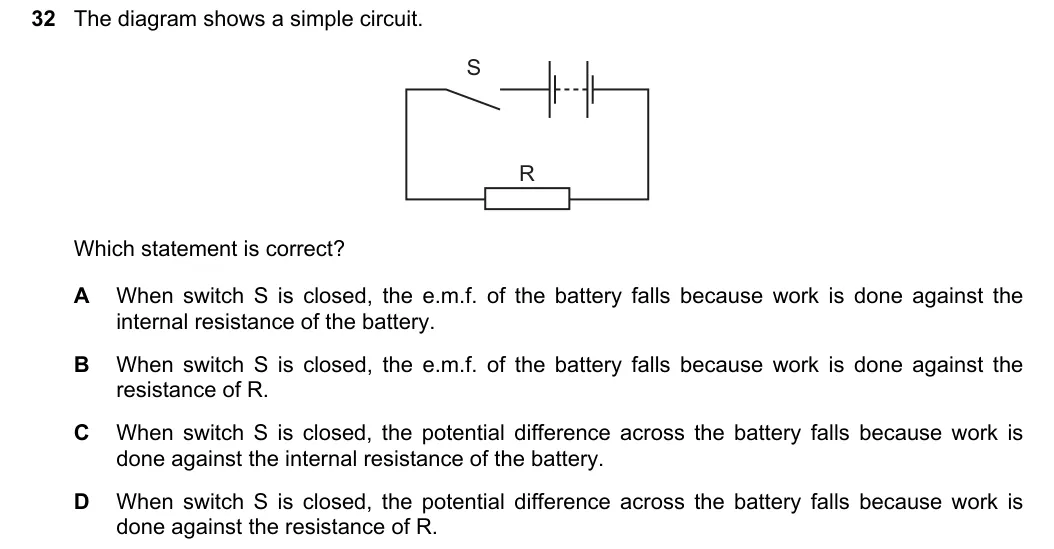 32 The diagram shows a simple circuit.
S
R
Which statement is correct?
A When switch S is closed, the e.m.f. of the battery falls because work is done against the
internal resistance of the battery.
B When switch S is closed, the e.m.f. of the battery falls because work is done against the
resistance of R.
C When switch S is closed, the potential difference across the battery falls because work is
done against the internal resistance of the battery.
D When switch S is closed, the potential difference across the battery falls because work is
done against the resistance of R.